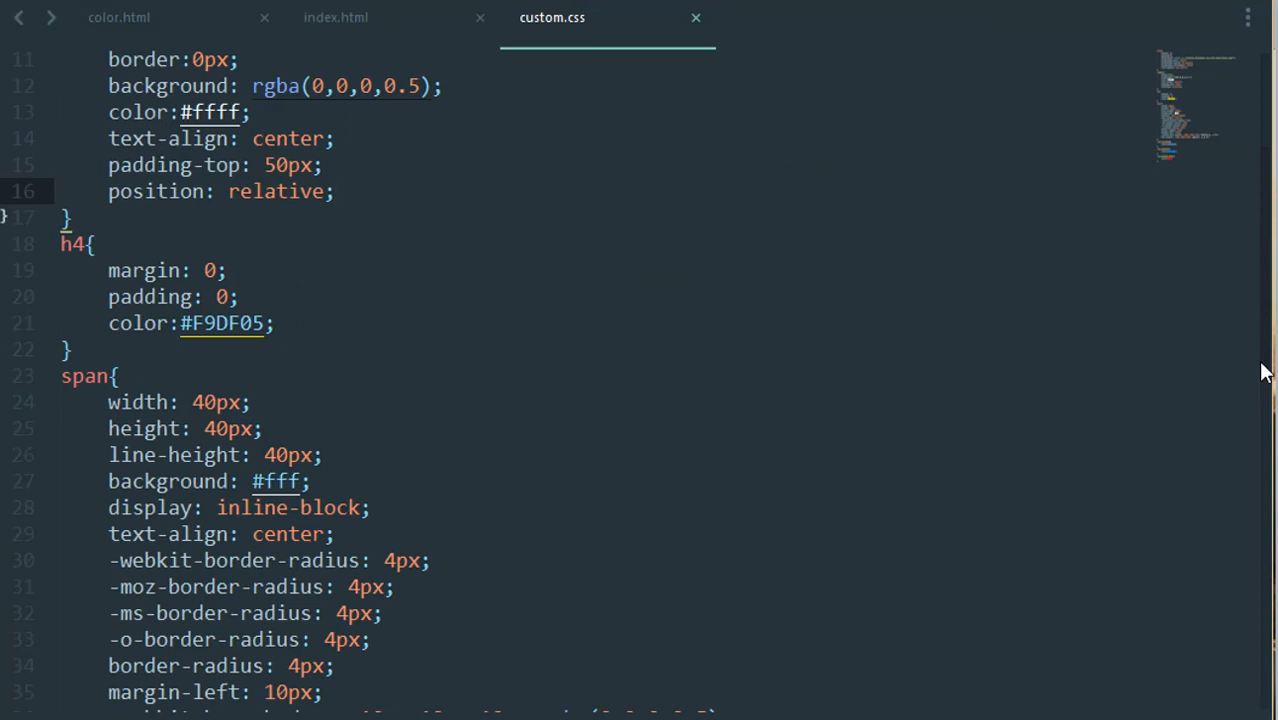 color.html × index.html × custom.css ×
11 border:0px;
12 background: rgba(0,0,0,0.5);
13 color:#ffff;
14 text-align: center;
15 padding-top: 50px;
16 position: relative;
17 }
18 h4{
19 margin: 0;
20 padding: 0;
21 color:#F9DF05;
22 }
23 span{
24 width: 40px;
25 height: 40px;
26 line-height: 40px;
27 background: #fff;
28 display: inline-block;
29 text-align: center;
30 -webkit-border-radius: 4px;
31 -moz-border-radius: 4px;
32 -ms-border-radius: 4px;
33 -o-border-radius: 4px;
34 border-radius: 4px;
35 margin-left: 10px;